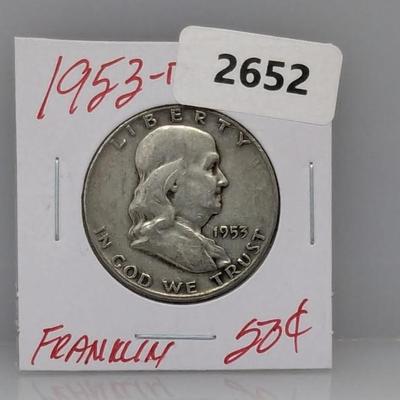 1953-
2652
LIBERTY
1953
IN GOD WE TRUST
FRANKLIN 50¢